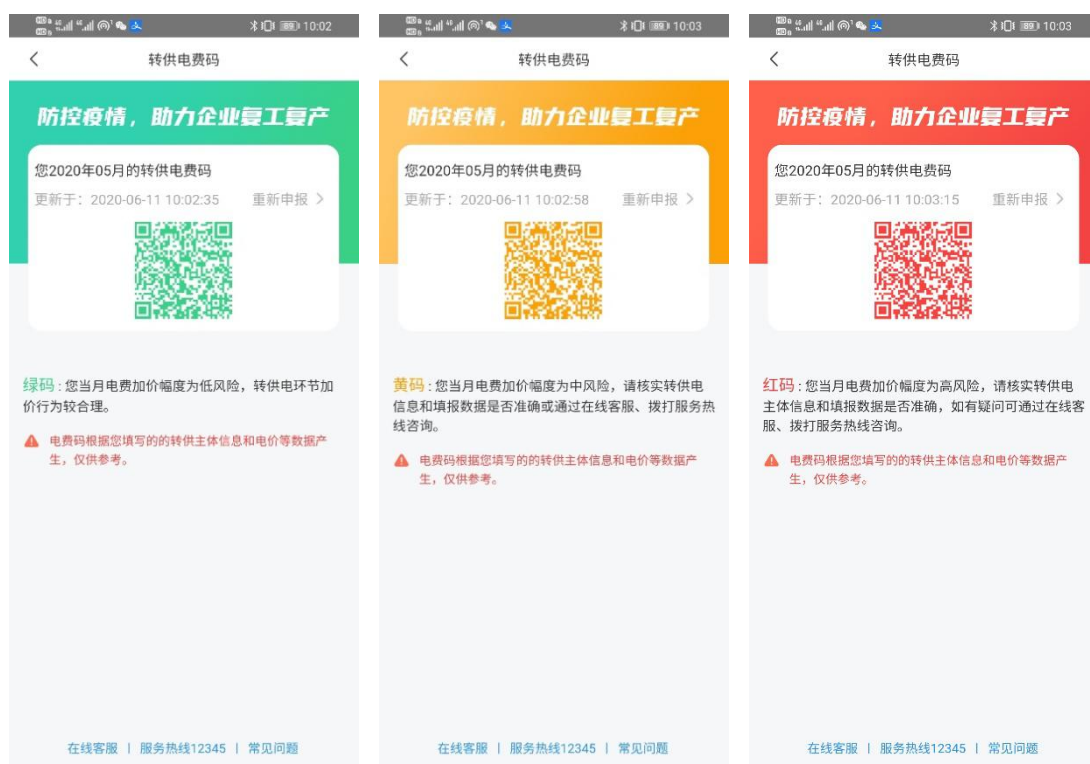 10:02
转供电费码
防控疫情，助力企业复工复产
您2020年05月的转供电费码
更新于：2020-06-11 10:02:35 重新申报
绿码：您当月电费加价幅度为低风险，转供电环节加
价行为较合理。
电费码根据您填写的的转供主体信息和电价等数据产
生，仅供参考。
在线客服 | 服务热线12345 | 常见问题
10:03
转供电费码
防控疫情，助力企业复工复产
您2020年05月的转供电费码
更新于：2020-06-11 10:02:58 重新申报
黄码：您当月电费加价幅度为中风险，请核实转供电
信息和填报数据是否准确或通过在线客服、拨打服务热
线咨询。
电费码根据您填写的的转供主体信息和电价等数据产
生，仅供参考。
在线客服 | 服务热线12345 | 常见问题
10:03
转供电费码
防控疫情，助力企业复工复产
您2020年05月的转供电费码
更新于：2020-06-11 10:03:15 重新申报
红码：您当月电费加价幅度为高风险，请核实转供电
主体信息和填报数据是否准确，如有疑问可通过在线客
服、拨打服务热线咨询。
电费码根据您填写的的转供主体信息和电价等数据产
生，仅供参考。
在线客服 | 服务热线12345 | 常见问题